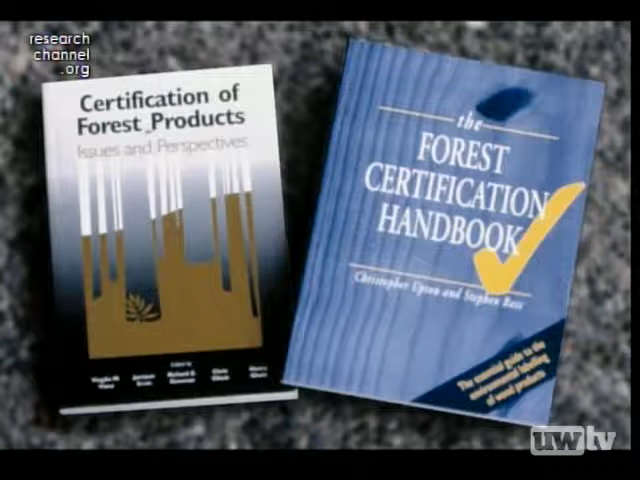 research
channel
.org
Certification of
Forest Products
Issues and Perspectives
the
FOREST
CERTIFICATION
HANDBOOK
Christopher Upton and Stephen Bass
The essential guide to the
environmental labelling
of wood products
uwtv